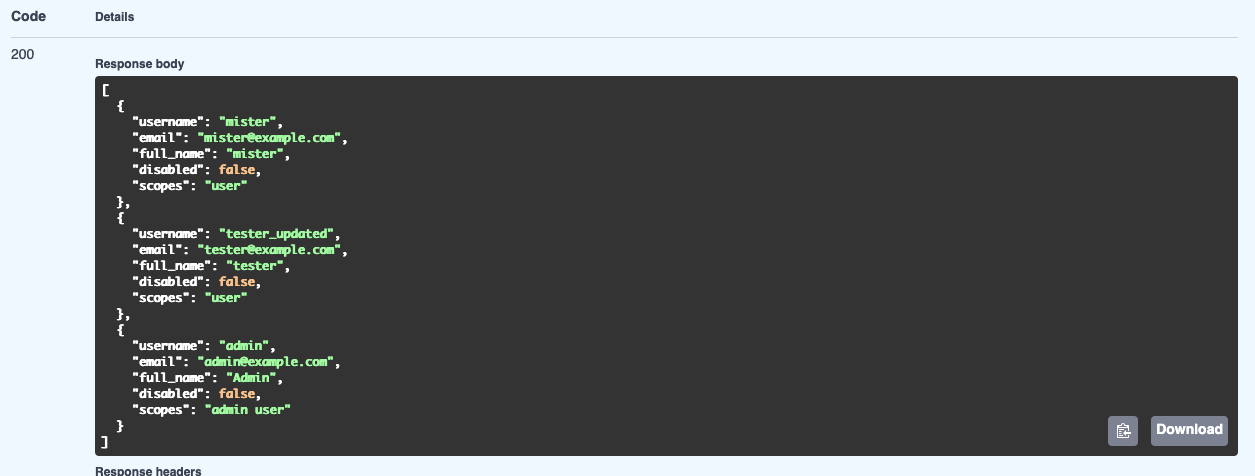 Code Details
200
Response body
[
  {
    "username": "mister",
    "email": "mister@example.com",
    "full_name": "mister",
    "disabled": false,
    "scopes": "user"
  },
  {
    "username": "tester_updated",
    "email": "tester@example.com",
    "full_name": "tester",
    "disabled": false,
    "scopes": "user"
  },
  {
    "username": "admin",
    "email": "admin@example.com",
    "full_name": "Admin",
    "disabled": false,
    "scopes": "admin user"
  }
]
Download
Response headers